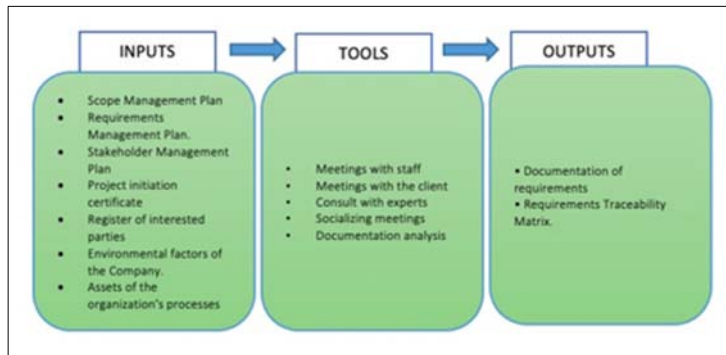 INPUTS
• Scope Management Plan
• Requirements
Management Plan.
• Stakeholder Management
Plan
• Project initiation
certificate
• Register of interested
parties
• Environmental factors of
the Company.
• Assets of the
organization's processes
TOOLS
• Meetings with staff
• Meetings with the client
• Consult with experts
• Socializing meetings
• Documentation analysis
OUTPUTS
• Documentation of
requirements
• Requirements Traceability
Matrix.